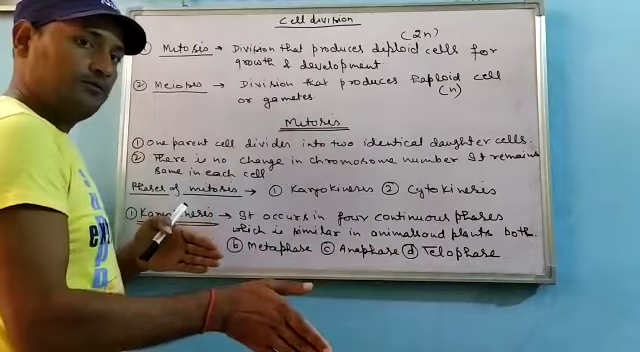 Cell division
(2n)
① Mitosis → Division that produces diploid cells for
growth & development.
② Meiosis → Division that produces Haploid cell
or gametes. (n)
Mitosis
① One parent cell divides into two identical daughter cells.
② There is no change in chromosome number It remains
same in each cell
Phases of mitosis → ① Karyokinesis ② Cytokinesis
① → It occurs in four continuous phases
which is similar in animal and plants both.
ⓑ Metaphase ⓒ Anaphase ⓓ Telophase